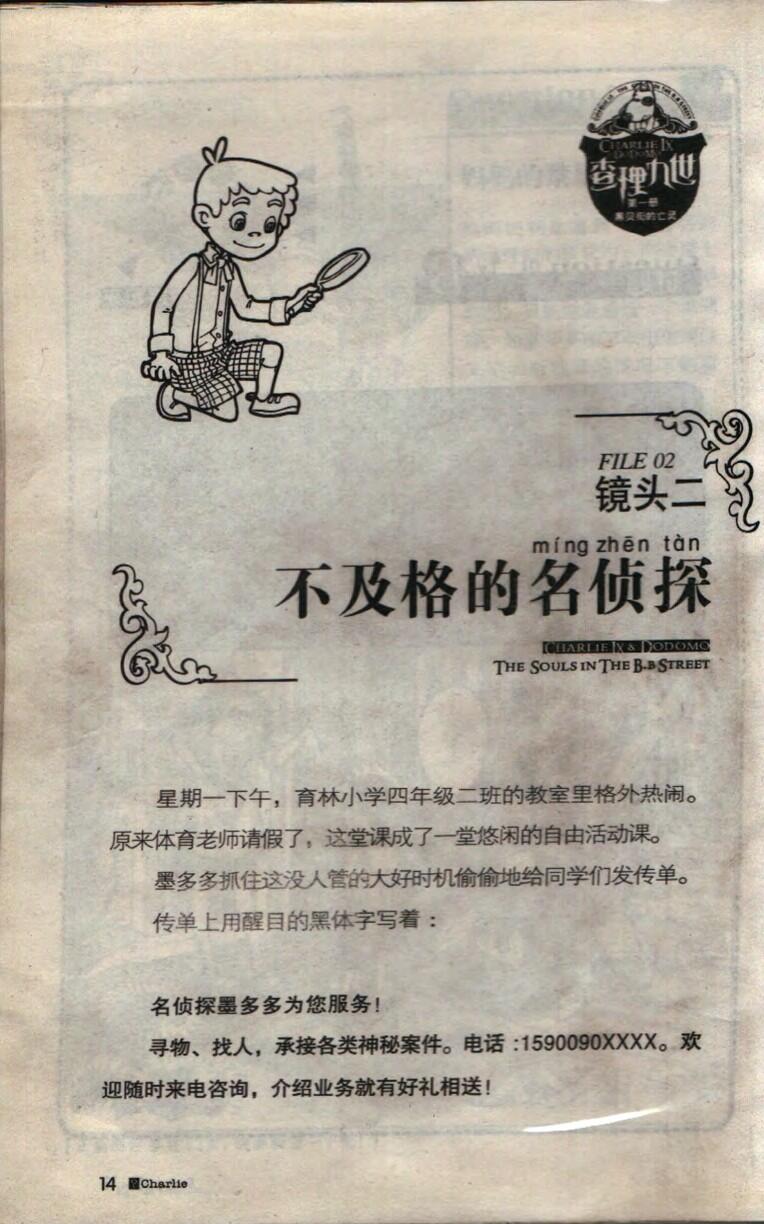 CHARLIE IX
DODOMO
查理九世
第一册
黑贝街的亡灵
FILE 02
镜头二
míng zhēn tàn
不及格的名侦探
CHARLIE IX & DODOMO
THE SOULS IN THE B.B STREET
星期一下午，育林小学四年级二班的教室里格外热闹。
原来体育老师请假了，这堂课成了一堂悠闲的自由活动课。
墨多多抓住这没人管的大好时机偷偷地给同学们发传单。
传单上用醒目的黑体字写着：
名侦探墨多多为您服务！
寻物、找人，承接各类神秘案件。电话:1590090XXXX。欢
迎随时来电咨询，介绍业务就有好礼相送！
14 Charlie